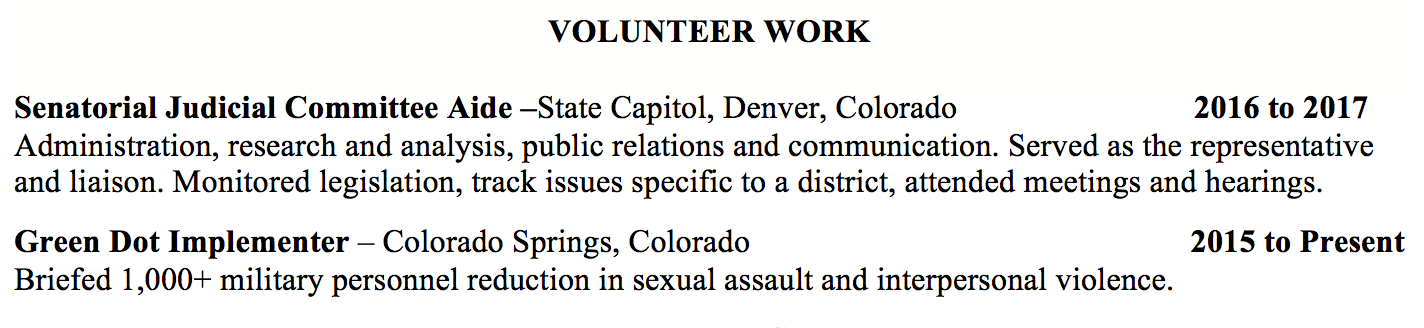 VOLUNTEER WORK
Senatorial Judicial Committee Aide –State Capitol, Denver, Colorado 2016 to 2017
Administration, research and analysis, public relations and communication. Served as the representative
and liaison. Monitored legislation, track issues specific to a district, attended meetings and hearings.
Green Dot Implementer – Colorado Springs, Colorado 2015 to Present
Briefed 1,000+ military personnel reduction in sexual assault and interpersonal violence.